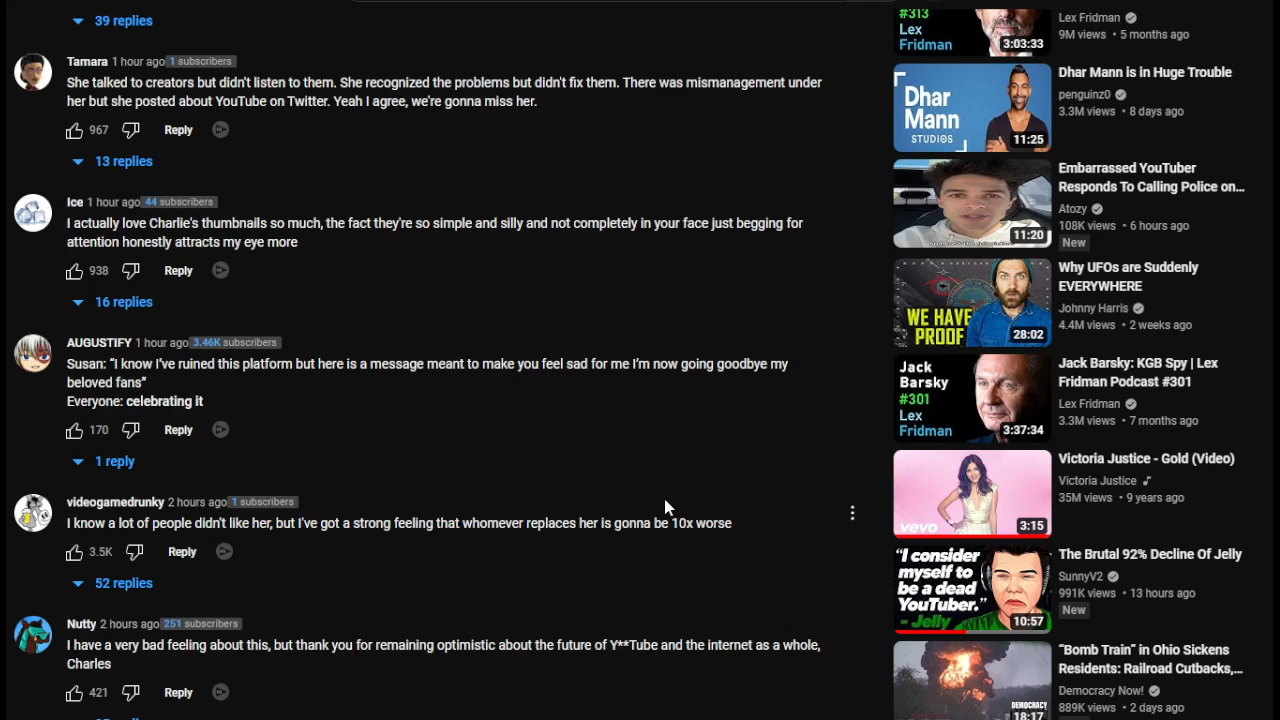 39 replies
Tamara 1 hour ago 1 subscribers
She talked to creators but didn't listen to them. She recognized the problems but didn't fix them. There was mismanagement under
her but she posted about YouTube on Twitter. Yeah I agree, we're gonna miss her.
967 Reply
13 replies
Ice 1 hour ago 44 subscribers
I actually love Charlie's thumbnails so much, the fact they're so simple and silly and not completely in your face just begging for
attention honestly attracts my eye more
938 Reply
16 replies
AUGUSTIFY 1 hour ago 3.46K subscribers
Susan: “I know I’ve ruined this platform but here is a message meant to make you feel sad for me I’m now going goodbye my
beloved fans”
Everyone: celebrating it
170 Reply
1 reply
videogamedrunky 2 hours ago 1 subscribers
I know a lot of people didn't like her, but I've got a strong feeling that whomever replaces her is gonna be 10x worse
3.5K Reply
52 replies
Nutty 2 hours ago 251 subscribers
I have a very bad feeling about this, but thank you for remaining optimistic about the future of Y**Tube and the internet as a whole,
Charles
421 Reply
#313
Lex
Fridman
3:03:33
Lex Fridman
9M views • 5 months ago
Dhar
Mann
STUDIOS
11:25
Dhar Mann is in Huge Trouble
penguinz0
3.3M views • 8 days ago
11:20
Embarrassed YouTuber
Responds To Calling Police on...
Atozy
108K views • 6 hours ago
New
WE HAVE
PROOF
28:02
Why UFOs are Suddenly
EVERYWHERE
Johnny Harris
4.4M views • 2 weeks ago
Jack
Barsky
#301
Lex
Fridman
3:37:34
Jack Barsky: KGB Spy | Lex
Fridman Podcast #301
Lex Fridman
3.3M views • 7 months ago
vevo
3:15
Victoria Justice - Gold (Video)
Victoria Justice
35M views • 9 years ago
"I consider
myself to
be a dead
YouTuber."
- Jelly
10:57
The Brutal 92% Decline Of Jelly
SunnyV2
991K views • 13 hours ago
New
DEMOCRACY
18:17
“Bomb Train” in Ohio Sickens
Residents: Railroad Cutbacks,...
Democracy Now!
889K views • 2 days ago